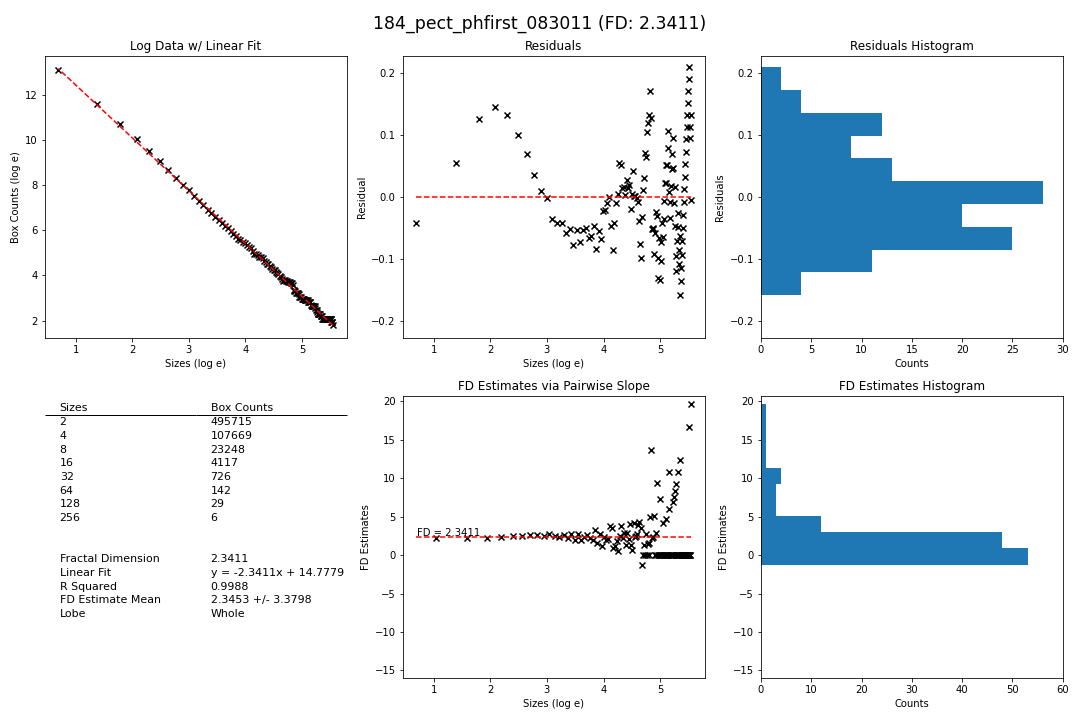 184_pect_phfirst_083011 (FD: 2.3411)
Log Data w/ Linear Fit
Box Counts (log e)
12
10
8
6
4
2
1 2 3 4 5
Sizes (log e)
Residuals
Residual
0.2
0.1
0.0
−0.1
−0.2
1 2 3 4 5
Sizes (log e)
Residuals Histogram
Residuals
0.2
0.1
0.0
−0.1
−0.2
0 5 10 15 20 25 30
Counts
Sizes Box Counts
2 495715
4 107669
8 23248
16 4117
32 726
64 142
128 29
256 6
Fractal Dimension 2.3411
Linear Fit y = -2.3411x + 14.7779
R Squared 0.9988
FD Estimate Mean 2.3453 +/- 3.3798
Lobe Whole
FD Estimates via Pairwise Slope
FD Estimates
20
15
10
5
0
−5
−10
−15
FD = 2.3411
1 2 3 4 5
Sizes (log e)
FD Estimates Histogram
FD Estimates
20
15
10
5
0
−5
−10
−15
0 10 20 30 40 50 60
Counts